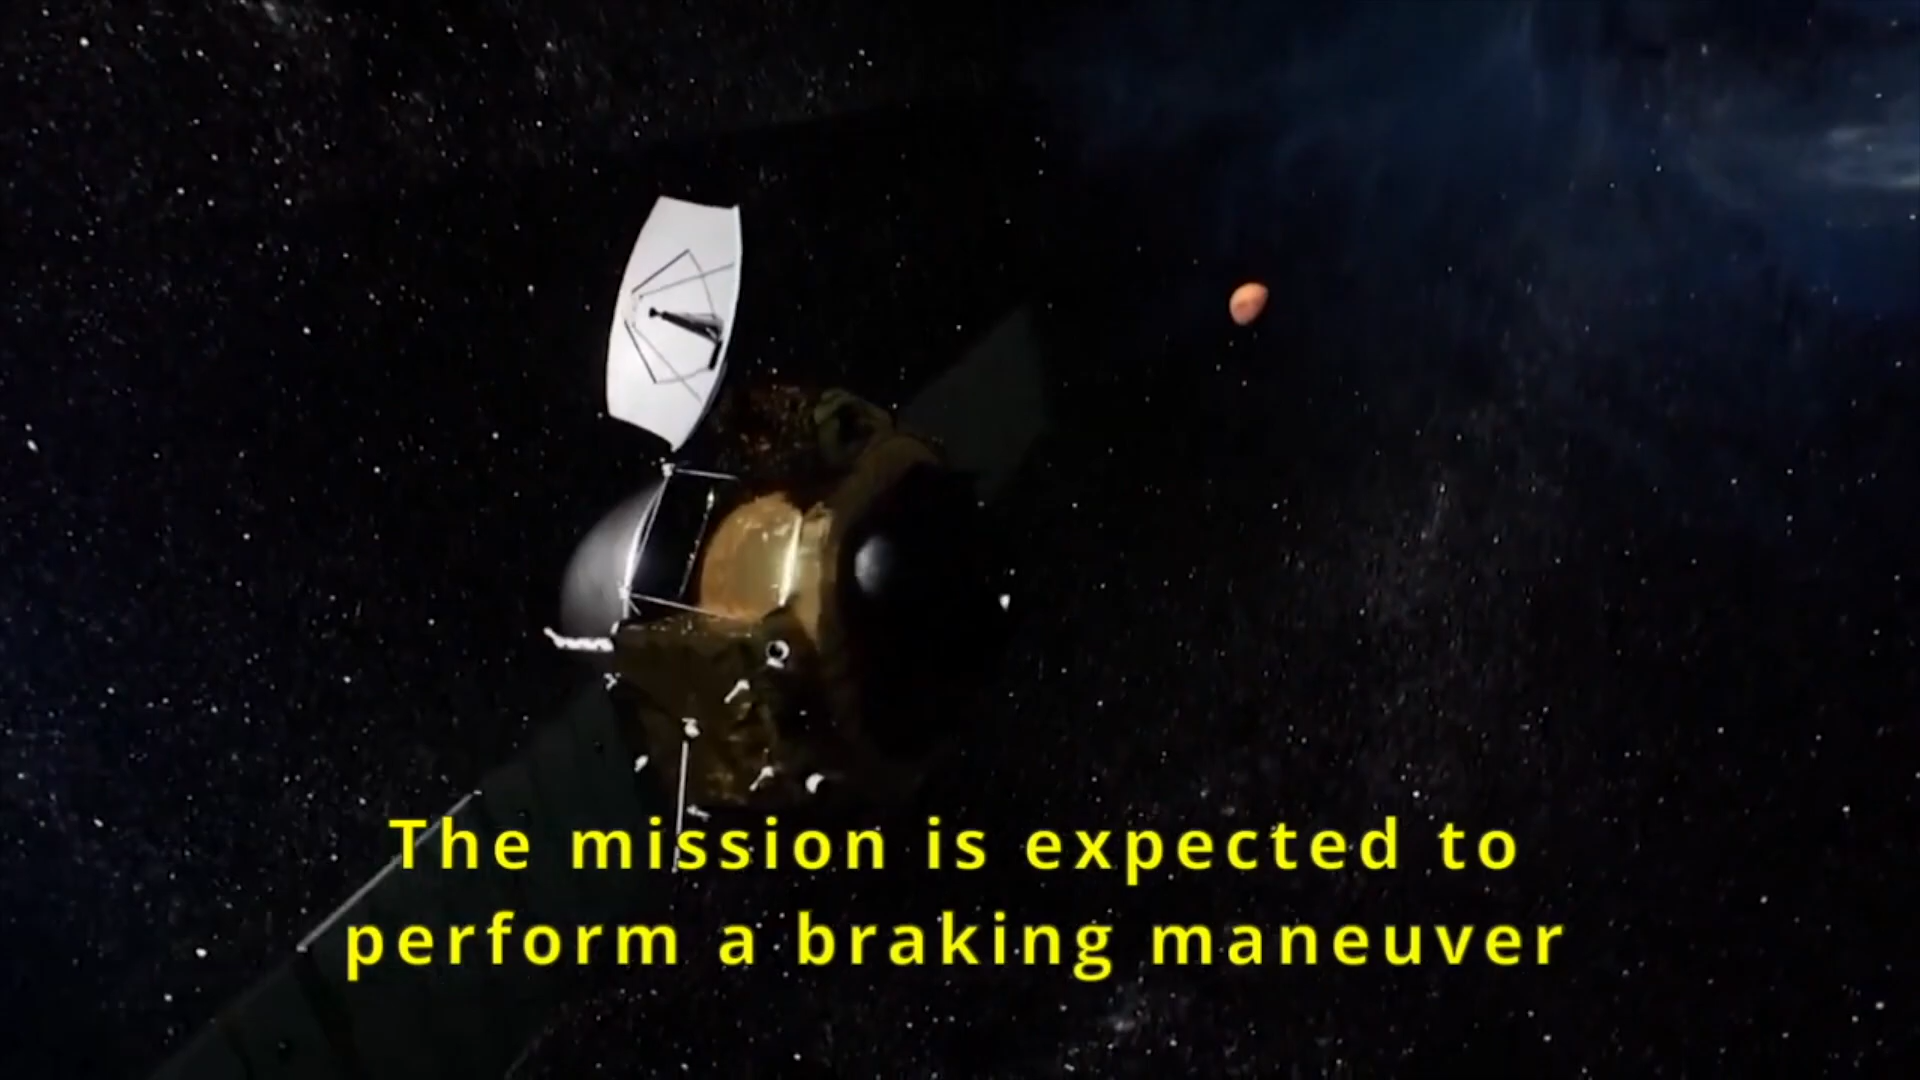 The mission is expected to
perform a braking maneuver